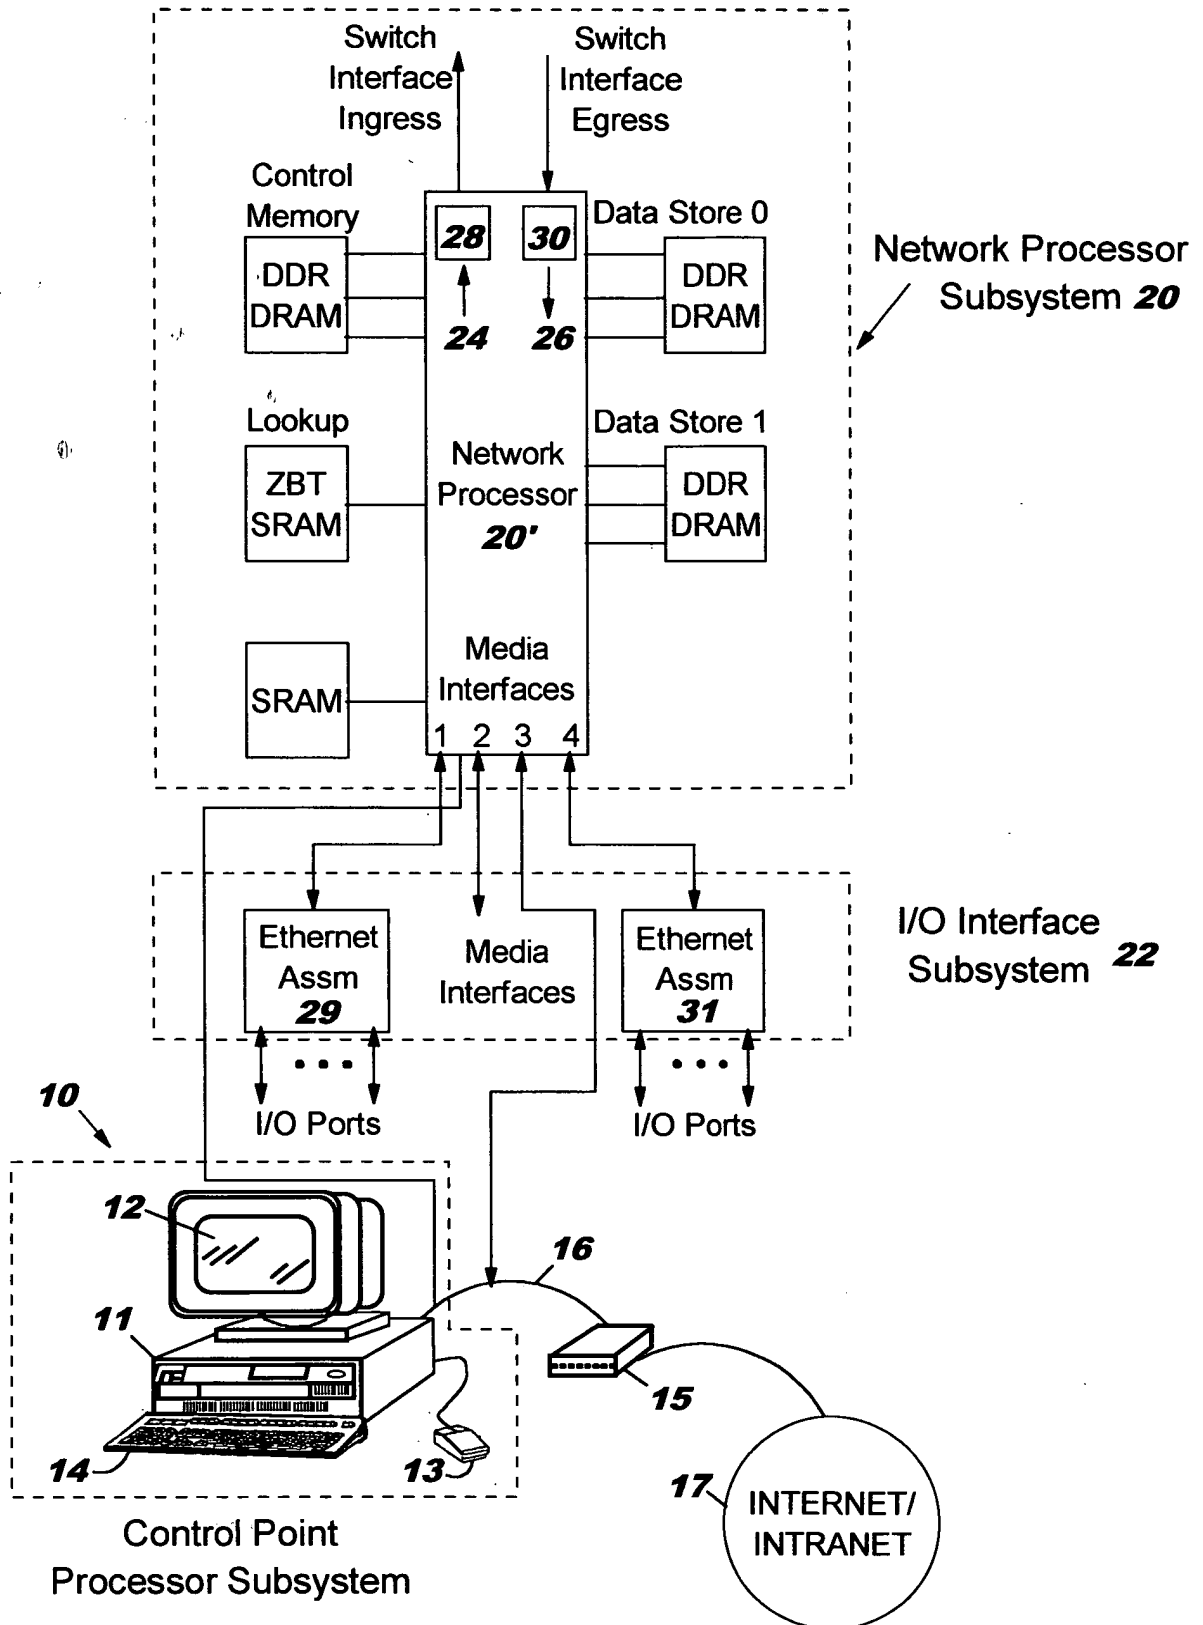 Switch
Interface
Ingress
Switch
Interface
Egress
Control
Memory
DDR
DRAM
28
24
30
26
Data Store 0
DDR
DRAM
Network Processor
Subsystem 20
Lookup
ZBT
SRAM
Network
Processor
20'
Data Store 1
DDR
DRAM
SRAM
Media
Interfaces
1 2 3 4
Ethernet
Assm
29
Media
Interfaces
Ethernet
Assm
31
I/O Interface
Subsystem 22
I/O Ports
I/O Ports
10
12
11
14
13
16
15
17
INTERNET/
INTRANET
Control Point
Processor Subsystem